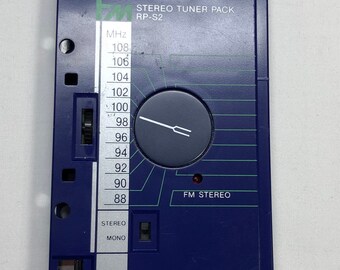 FM STEREO TUNER PACK
RP-S2
MHz
108
106
104
102
100
98
96
94
92
90
88
FM STEREO
STEREO
MONO